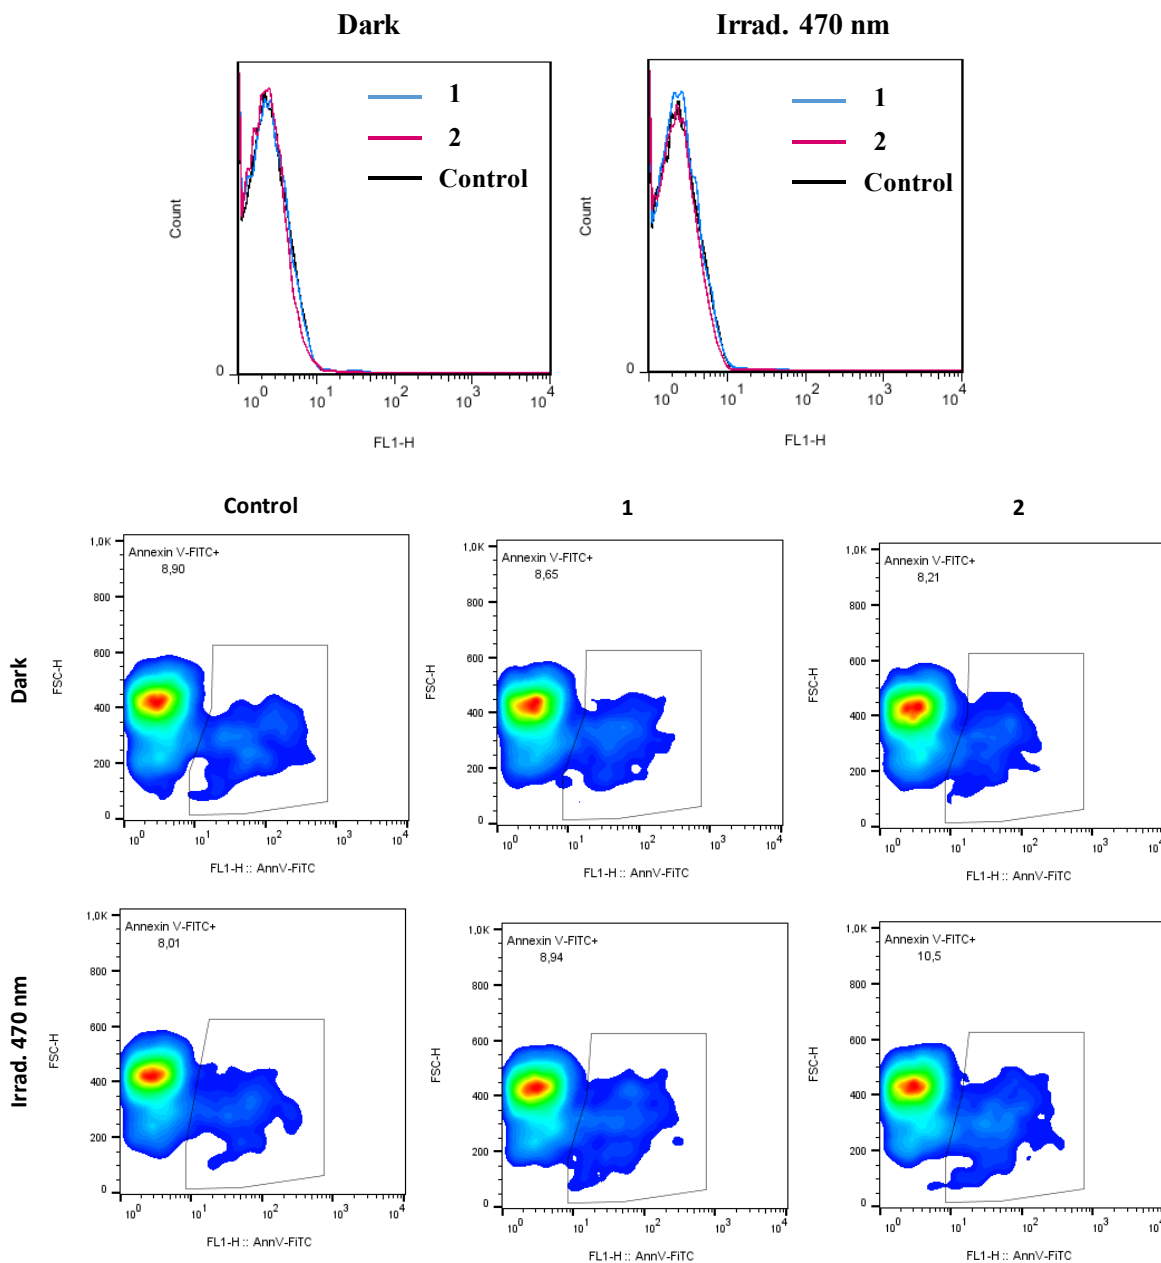 Dark
Irrad. 470 nm
1
2
Control
Count
0
10^0 10^1 10^2 10^3 10^4
FL1-H
1
2
Control
Count
0
10^0 10^1 10^2 10^3 10^4
FL1-H
Control
1
2
Dark
Annexin V-FITC+
8,90
1,0K
800
600
400
200
0
FSC-H
10^0 10^1 10^2 10^3 10^4
FL1-H :: AnnV-FiTC
Annexin V-FITC+
8,65
1,0K
800
600
400
200
0
FSC-H
10^0 10^1 10^2 10^3 10^4
FL1-H :: AnnV-FiTC
Annexin V-FITC+
8,21
1,0K
800
600
400
200
0
FSC-H
10^0 10^1 10^2 10^3 10^4
FL1-H :: AnnV-FiTC
Irrad. 470 nm
Annexin V-FITC+
8,01
1,0K
800
600
400
200
0
FSC-H
10^0 10^1 10^2 10^3 10^4
FL1-H :: AnnV-FiTC
Annexin V-FITC+
8,94
1,0K
800
600
400
200
0
FSC-H
10^0 10^1 10^2 10^3 10^4
FL1-H :: AnnV-FiTC
Annexin V-FITC+
10,5
1,0K
800
600
400
200
0
FSC-H
10^0 10^1 10^2 10^3 10^4
FL1-H :: AnnV-FiTC